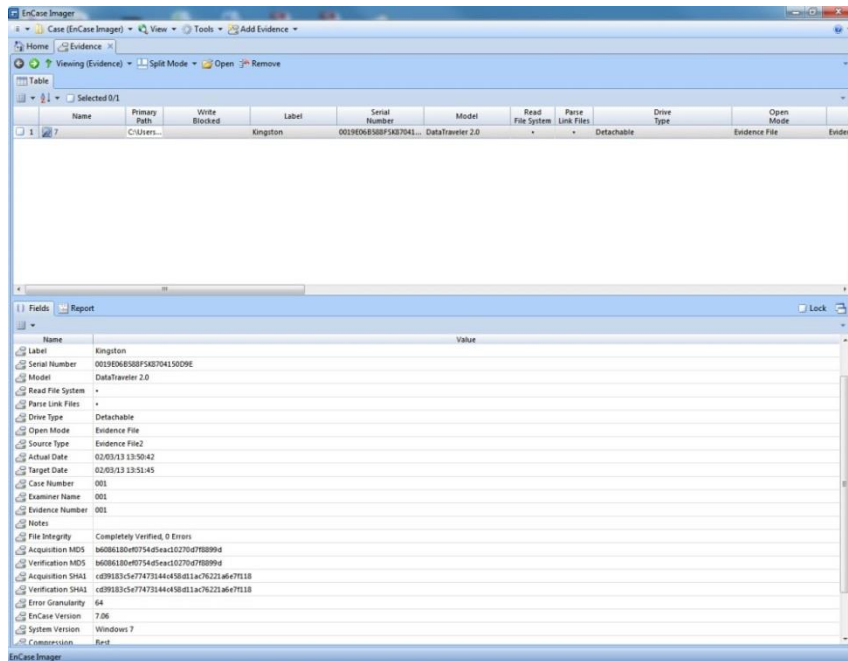 EnCase Imager
Case (EnCase Imager) View Tools Add Evidence
Home Evidence
Viewing (Evidence) Split Mode Open Remove
Table
Selected 0/1
Name Primary Path Write Blocked Label Serial Number Model Read File System Parse Link Files Drive Type Open Mode
1 7 C:\Users... Kingston 0019E06B588F5K87041... DataTraveler 2.0 • • Detachable Evidence File Evider
Fields Report Lock
Name Value
Label Kingston
Serial Number 0019E06B588F5K8704150D9E
Model DataTraveler 2.0
Read File System •
Parse Link Files •
Drive Type Detachable
Open Mode Evidence File
Source Type Evidence File2
Actual Date 02/03/13 13:50:42
Target Date 02/03/13 13:51:45
Case Number 001
Examiner Name 001
Evidence Number 001
Notes
File Integrity Completely Verified, 0 Errors
Acquisition MD5 b6086180ef0754d5eac10270d7f8899d
Verification MD5 b6086180ef0754d5eac10270d7f8899d
Acquisition SHA1 cd39183c5e77473144c458d11ac76221a6e7f118
Verification SHA1 cd39183c5e77473144c458d11ac76221a6e7f118
Error Granularity 64
EnCase Version 7.06
System Version Windows 7
Compression Best
EnCase Imager